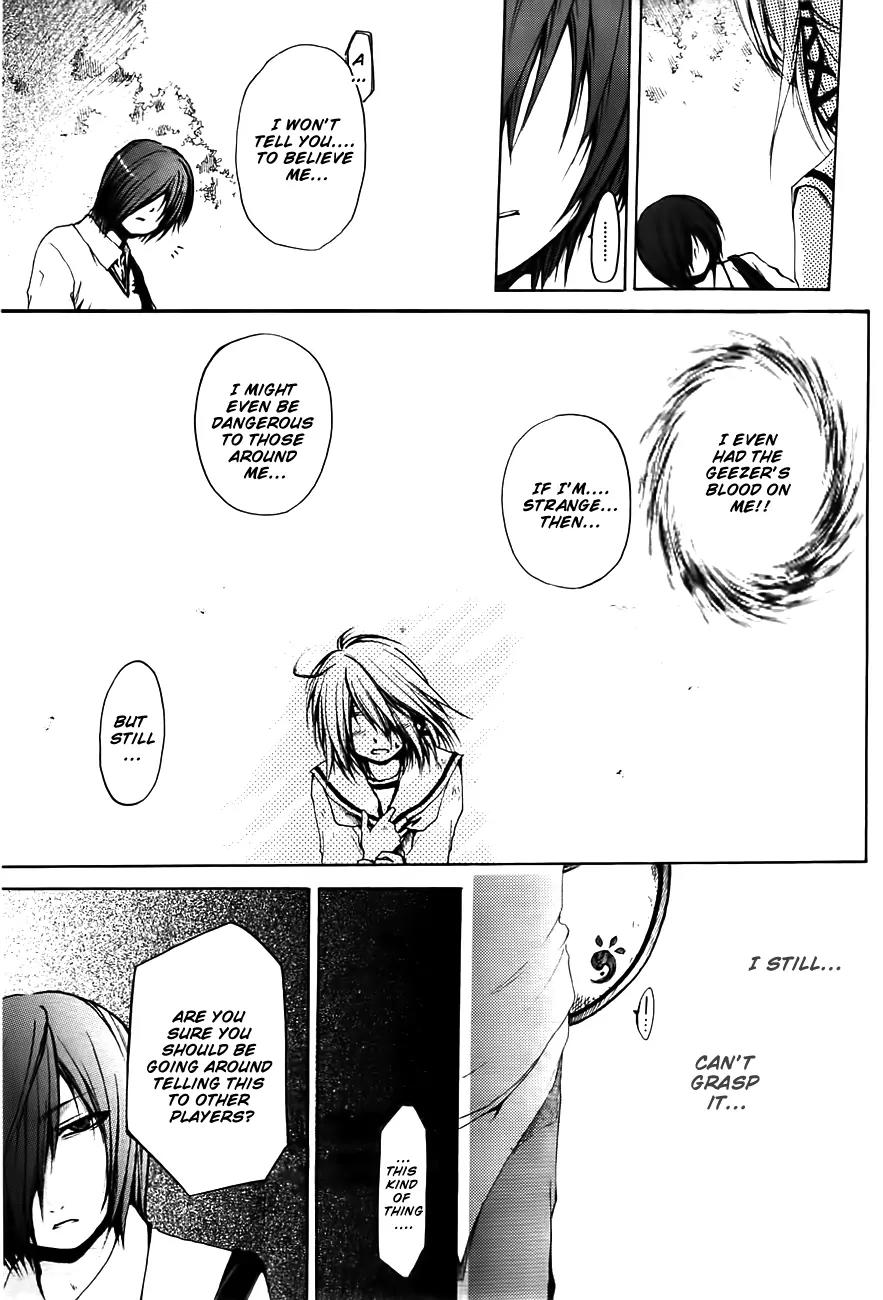 ........
A
...
I WON'T
TELL YOU....
TO BELIEVE
ME...
I EVEN
HAD THE
GEEZER'S
BLOOD ON
ME!!
IF I'M....
STRANGE...
THEN...
I MIGHT
EVEN BE
DANGEROUS
TO THOSE
AROUND
ME...
BUT
STILL
...
I STILL...
CAN'T
GRASP
IT...
!...
...
THIS
KIND
OF
THING
....
ARE YOU
SURE YOU
SHOULD BE
GOING AROUND
TELLING THIS
TO OTHER
PLAYERS?